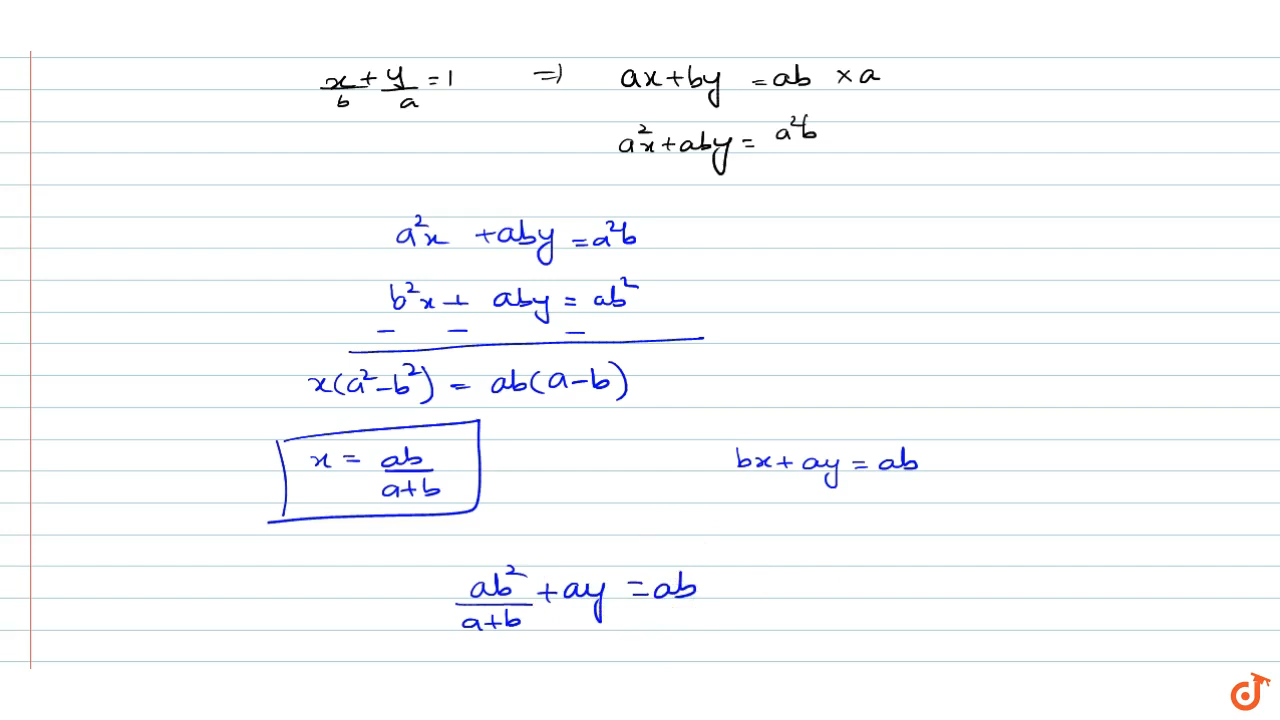 x/b + y/a = 1 ⇒ ax + by = ab × a
a²x + aby = a²b
a²x + aby = a²b
b²x + aby = ab²
− − −
x(a² − b²) = ab(a − b)
x = ab/a+b bx + ay = ab
ab²/a+b + ay = ab